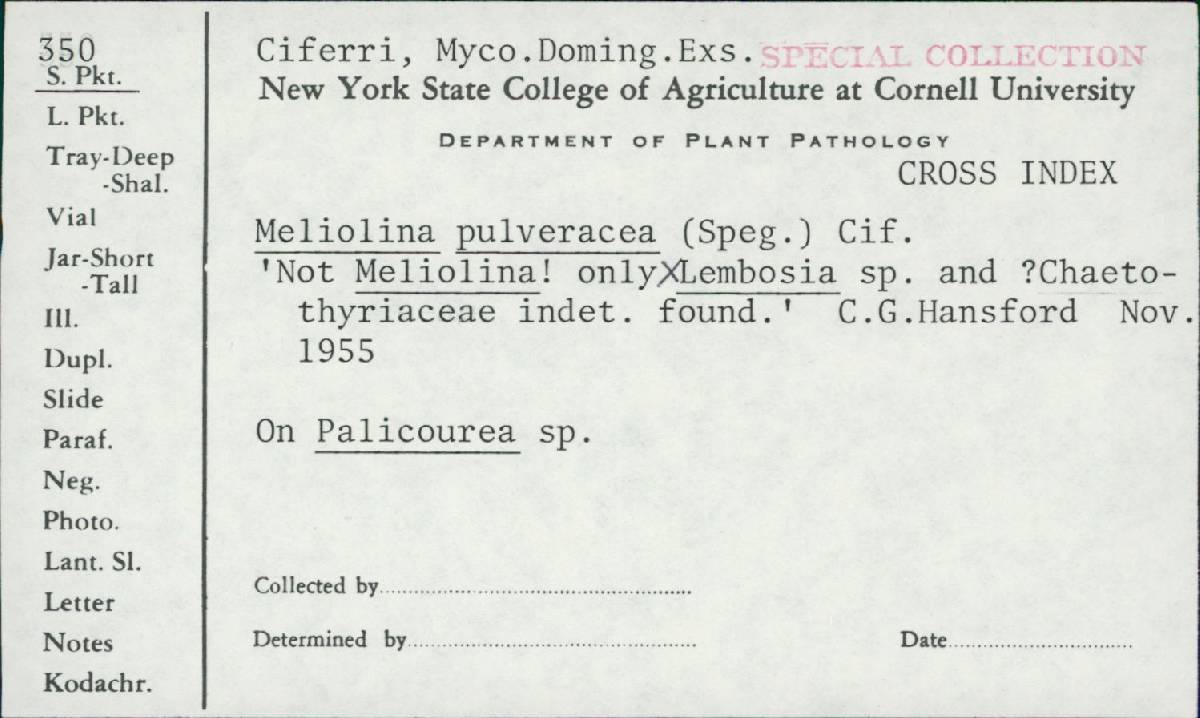 350
S. Pkt.
L. Pkt.
Tray-Deep
-Shal.
Vial
Jar-Short
-Tall
Ill.
Dupl.
Slide
Paraf.
Neg.
Photo.
Lant. Sl.
Letter
Notes
Kodachr.
Ciferri, Myco.Doming.Exs. SPECIAL COLLECTION
New York State College of Agriculture at Cornell University
DEPARTMENT OF PLANT PATHOLOGY
CROSS INDEX
Meliolina pulveracea (Speg.) Cif.
'Not Meliolina! only X Lembosia sp. and ?Chaeto-
thyriaceae indet. found.' C.G.Hansford Nov.
1955
On Palicourea sp.
Collected by
Determined by
Date